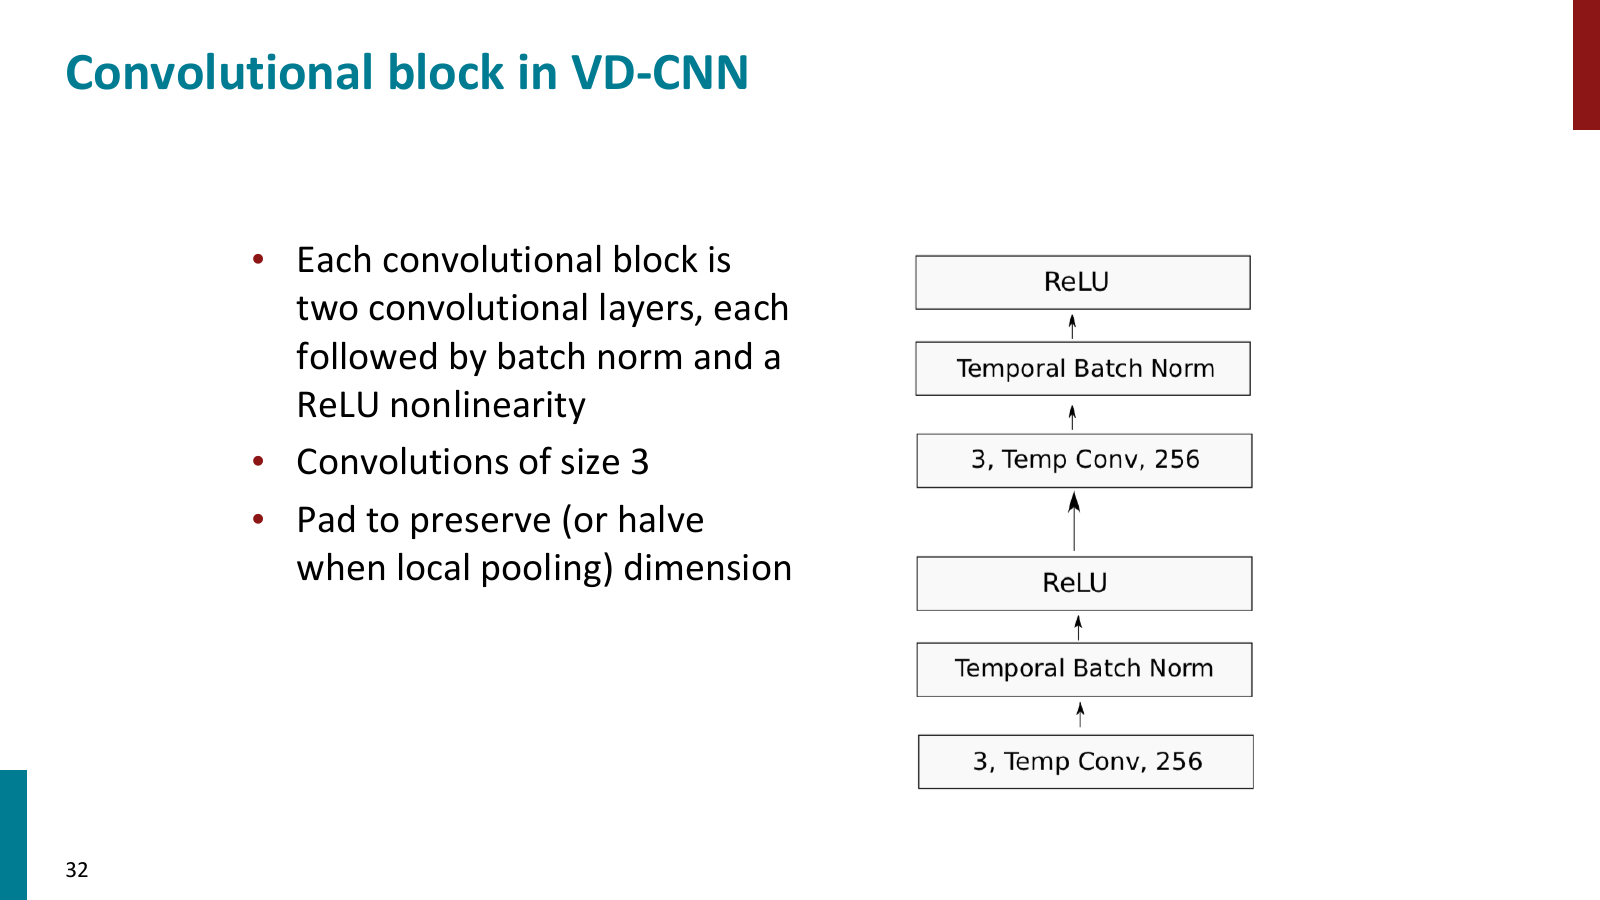 Convolutional block in VD-CNN
• Each convolutional block is
two convolutional layers, each
followed by batch norm and a
ReLU nonlinearity
• Convolutions of size 3
• Pad to preserve (or halve
when local pooling) dimension
ReLU
Temporal Batch Norm
3, Temp Conv, 256
ReLU
Temporal Batch Norm
3, Temp Conv, 256
32